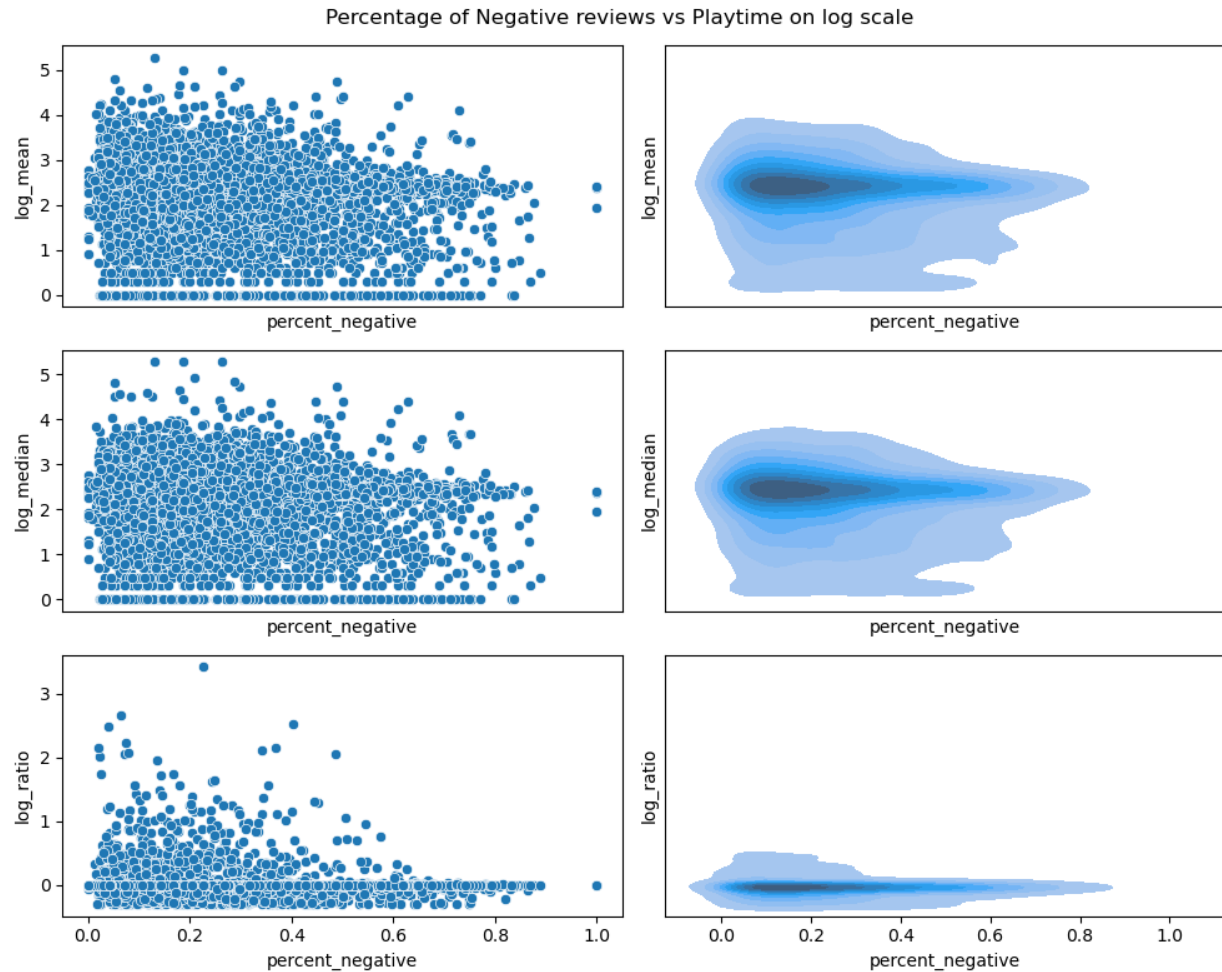 Percentage of Negative reviews vs Playtime on log scale
5
4
3
2
1
0
log_mean
percent_negative
log_mean
percent_negative
5
4
3
2
1
0
log_median
percent_negative
log_median
percent_negative
3
2
1
0
log_ratio
0.0 0.2 0.4 0.6 0.8 1.0
percent_negative
log_ratio
0.0 0.2 0.4 0.6 0.8 1.0
percent_negative